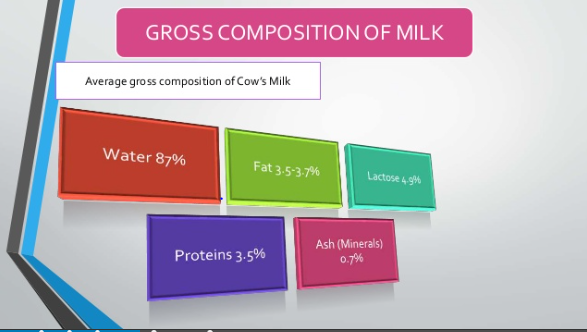 GROSS COMPOSITION OF MILK
Average gross composition of Cow's Milk
Water 87%
Fat 3.5-3.7%
Lactose 4.9%
Proteins 3.5%
Ash (Minerals)
0.7%